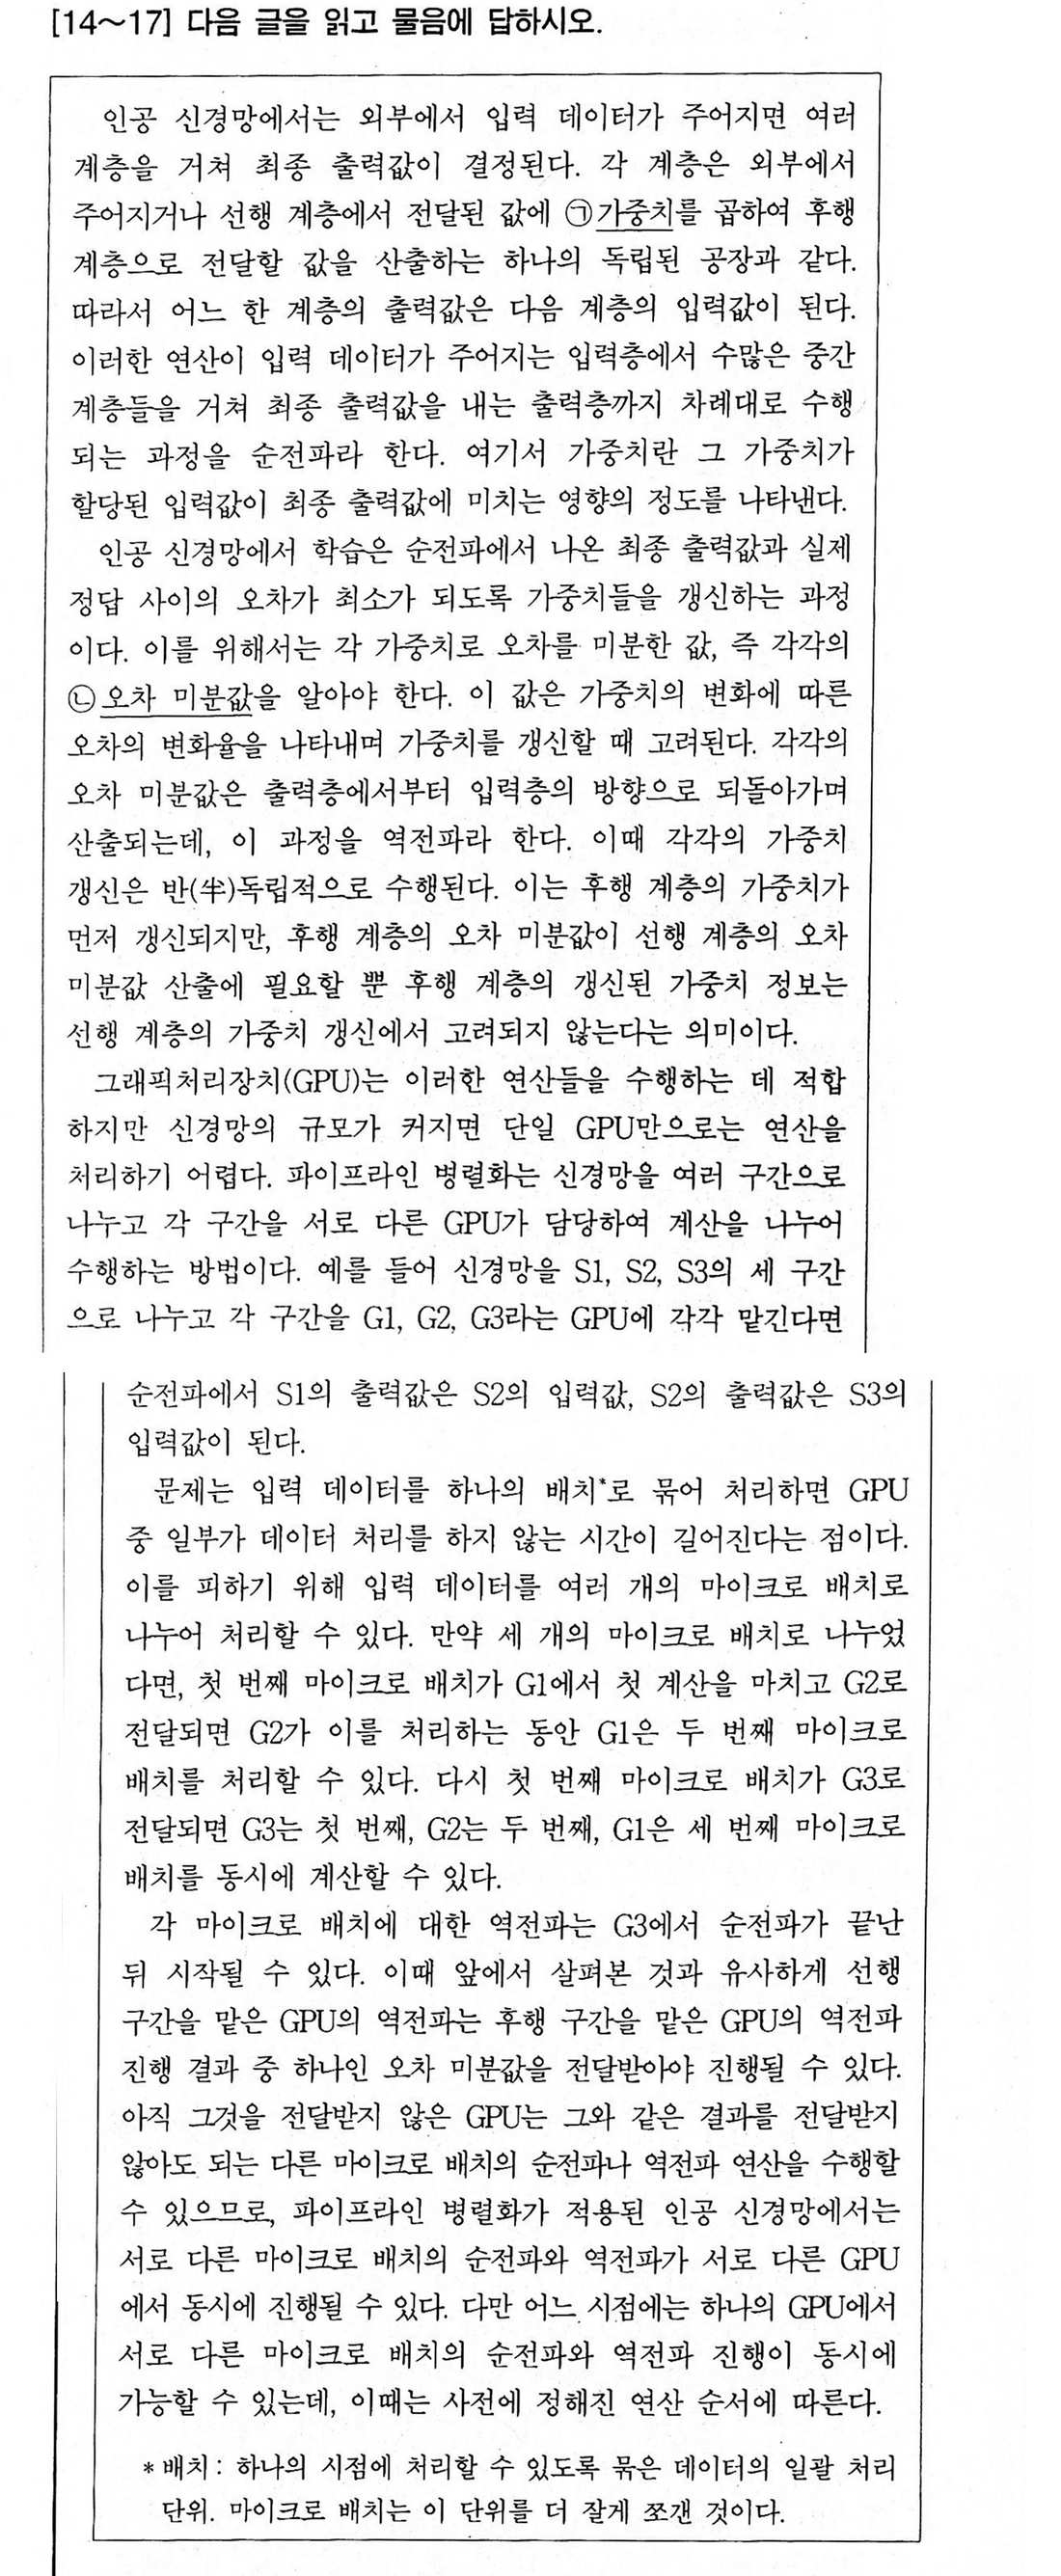 [14~17] 다음 글을 읽고 물음에 답하시오.
인공 신경망에서는 외부에서 입력 데이터가 주어지면 여러
계층을 거쳐 최종 출력값이 결정된다. 각 계층은 외부에서
주어지거나 선행 계층에서 전달된 값에 ㉠가중치를 곱하여 후행
계층으로 전달할 값을 산출하는 하나의 독립된 공장과 같다.
따라서 어느 한 계층의 출력값은 다음 계층의 입력값이 된다.
이러한 연산이 입력 데이터가 주어지는 입력층에서 수많은 중간
계층들을 거쳐 최종 출력값을 내는 출력층까지 차례대로 수행
되는 과정을 순전파라 한다. 여기서 가중치란 그 가중치가
할당된 입력값이 최종 출력값에 미치는 영향의 정도를 나타낸다.
인공 신경망에서 학습은 순전파에서 나온 최종 출력값과 실제
정답 사이의 오차가 최소가 되도록 가중치들을 갱신하는 과정
이다. 이를 위해서는 각 가중치로 오차를 미분한 값, 즉 각각의
㉡오차 미분값을 알아야 한다. 이 값은 가중치의 변화에 따른
오차의 변화율을 나타내며 가중치를 갱신할 때 고려된다. 각각의
오차 미분값은 출력층에서부터 입력층의 방향으로 되돌아가며
산출되는데, 이 과정을 역전파라 한다. 이때 각각의 가중치
갱신은 반(半)독립적으로 수행된다. 이는 후행 계층의 가중치가
먼저 갱신되지만, 후행 계층의 오차 미분값이 선행 계층의 오차
미분값 산출에 필요할 뿐 후행 계층의 갱신된 가중치 정보는
선행 계층의 가중치 갱신에서 고려되지 않는다는 의미이다.
그래픽처리장치(GPU)는 이러한 연산들을 수행하는 데 적합
하지만 신경망의 규모가 커지면 단일 GPU만으로는 연산을
처리하기 어렵다. 파이프라인 병렬화는 신경망을 여러 구간으로
나누고 각 구간을 서로 다른 GPU가 담당하여 계산을 나누어
수행하는 방법이다. 예를 들어 신경망을 S1, S2, S3의 세 구간
으로 나누고 각 구간을 G1, G2, G3라는 GPU에 각각 맡긴다면
순전파에서 S1의 출력값은 S2의 입력값, S2의 출력값은 S3의
입력값이 된다.
문제는 입력 데이터를 하나의 배치*로 묶어 처리하면 GPU
중 일부가 데이터 처리를 하지 않는 시간이 길어진다는 점이다.
이를 피하기 위해 입력 데이터를 여러 개의 마이크로 배치로
나누어 처리할 수 있다. 만약 세 개의 마이크로 배치로 나누었
다면, 첫 번째 마이크로 배치가 G1에서 첫 계산을 마치고 G2로
전달되면 G2가 이를 처리하는 동안 G1은 두 번째 마이크로
배치를 처리할 수 있다. 다시 첫 번째 마이크로 배치가 G3로
전달되면 G3는 첫 번째, G2는 두 번째, G1은 세 번째 마이크로
배치를 동시에 계산할 수 있다.
각 마이크로 배치에 대한 역전파는 G3에서 순전파가 끝난
뒤 시작될 수 있다. 이때 앞에서 살펴본 것과 유사하게 선행
구간을 맡은 GPU의 역전파는 후행 구간을 맡은 GPU의 역전파
진행 결과 중 하나인 오차 미분값을 전달받아야 진행될 수 있다.
아직 그것을 전달받지 않은 GPU는 그와 같은 결과를 전달받지
않아도 되는 다른 마이크로 배치의 순전파나 역전파 연산을 수행할
수 있으므로, 파이프라인 병렬화가 적용된 인공 신경망에서는
서로 다른 마이크로 배치의 순전파와 역전파가 서로 다른 GPU
에서 동시에 진행될 수 있다. 다만 어느 시점에는 하나의 GPU에서
서로 다른 마이크로 배치의 순전파와 역전파 진행이 동시에
가능할 수 있는데, 이때는 사전에 정해진 연산 순서에 따른다.
* 배치 : 하나의 시점에 처리할 수 있도록 묶은 데이터의 일괄 처리
단위. 마이크로 배치는 이 단위를 더 잘게 쪼갠 것이다.